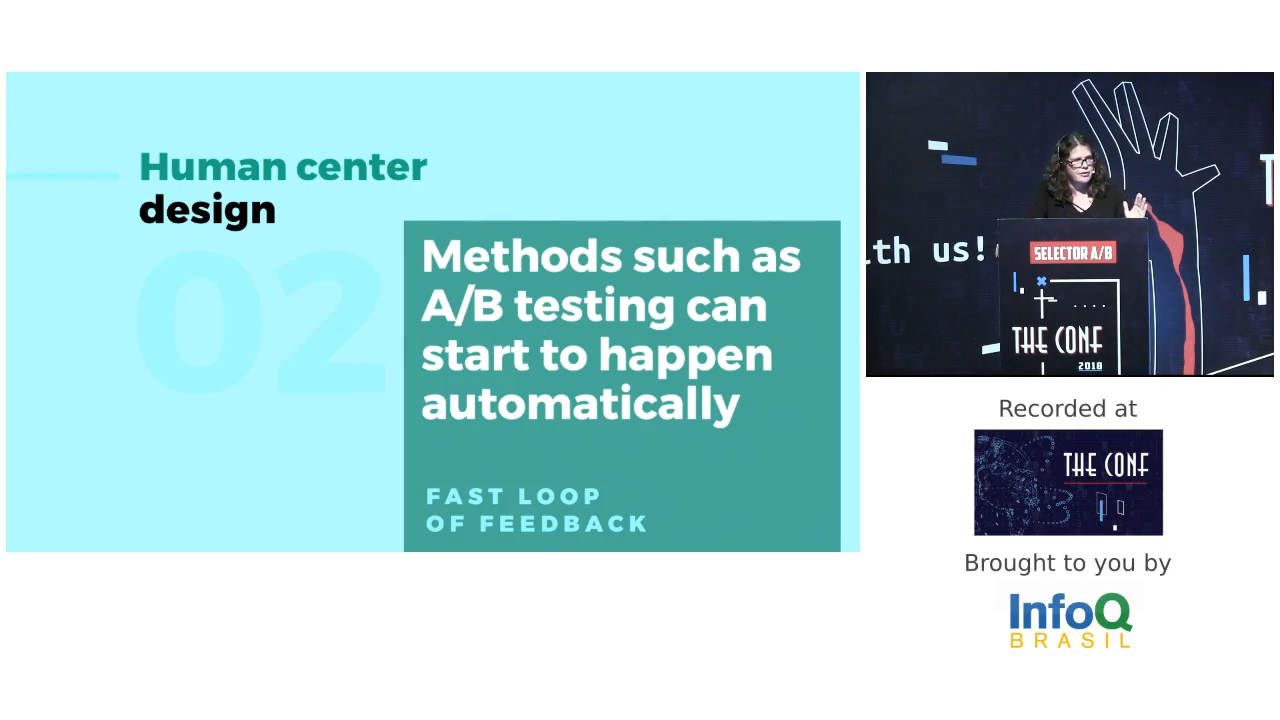 Human center
design
02
Methods such as
A/B testing can
start to happen
automatically
FAST LOOP
OF FEEDBACK
th us!
SELECTOR A/B
THE CONF
2018
Recorded at
THE CONF
Brought to you by
InfoQ
BRASIL